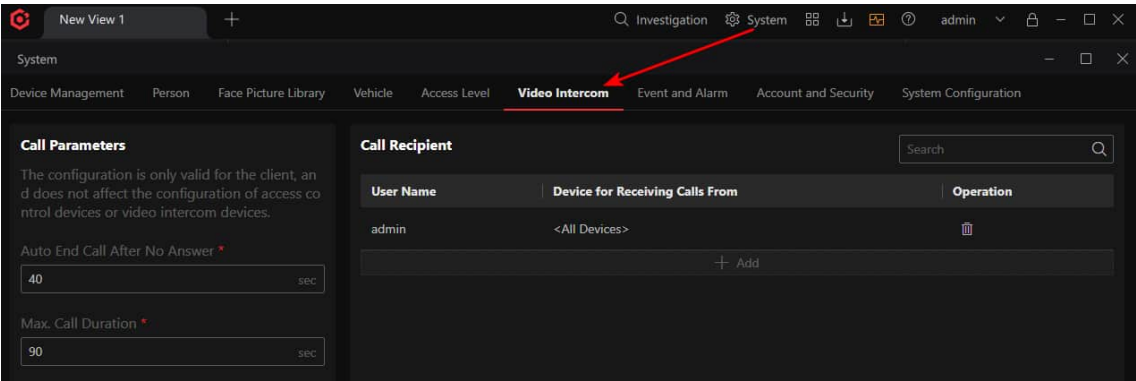 New View 1
Investigation System admin
System
Device Management Person Face Picture Library Vehicle Access Level Video Intercom Event and Alarm Account and Security System Configuration
Call Parameters
The configuration is only valid for the client, an
d does not affect the configuration of access co
ntrol devices or video intercom devices.
Auto End Call After No Answer *
40 sec
Max. Call Duration *
90 sec
Call Recipient
Search
User Name Device for Receiving Calls From Operation
admin <All Devices>
+ Add